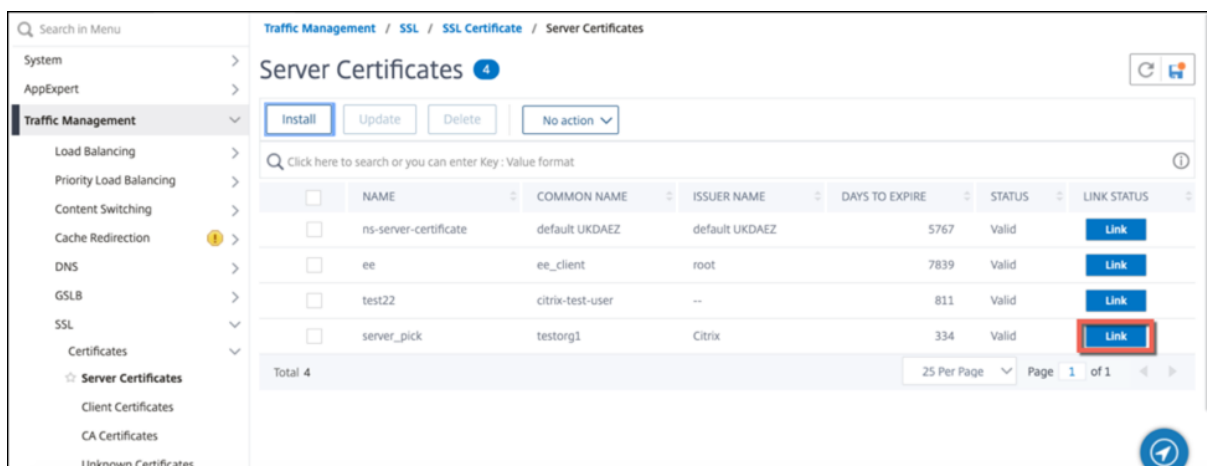 Search in Menu
System
AppExpert
Traffic Management
Load Balancing
Priority Load Balancing
Content Switching
Cache Redirection
DNS
GSLB
SSL
Certificates
Server Certificates
Client Certificates
CA Certificates
Unknown Certificates
Traffic Management / SSL / SSL Certificate / Server Certificates
Server Certificates 4
Install Update Delete No action
Click here to search or you can enter Key : Value format
NAME COMMON NAME ISSUER NAME DAYS TO EXPIRE STATUS LINK STATUS
ns-server-certificate default UKDAEZ default UKDAEZ 5767 Valid Link
ee ee_client root 7839 Valid Link
test22 citrix-test-user -- 811 Valid Link
server_pick testorg1 Citrix 334 Valid Link
Total 4 25 Per Page Page 1 of 1